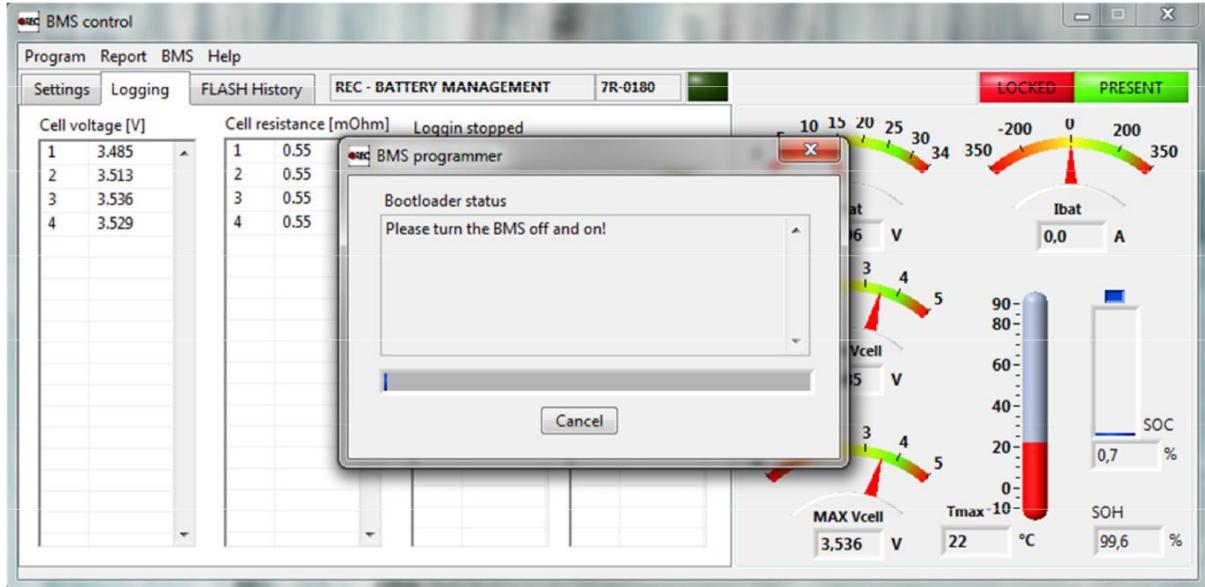 REC BMS control
Program Report BMS Help
Settings Logging FLASH History REC - BATTERY MANAGEMENT 7R-0180 LOCKED PRESENT
Cell voltage [V] Cell resistance [mOhm] Loggin stopped
1 3.485
2 3.513
3 3.536
4 3.529
1 0.55
2 0.55
3 0.55
4 0.55
REC BMS programmer
Bootloader status
Please turn the BMS off and on!
Cancel
10 15 20 25 30 34
V
350 -200 0 200 350
Ibat
0,0 A
3 4 5
Vcell
V
3 4 5
MAX Vcell
3,536 V
90
80
60
40
20
0
-10
Tmax
22 °C
SOC
0,7 %
SOH
99,6 %